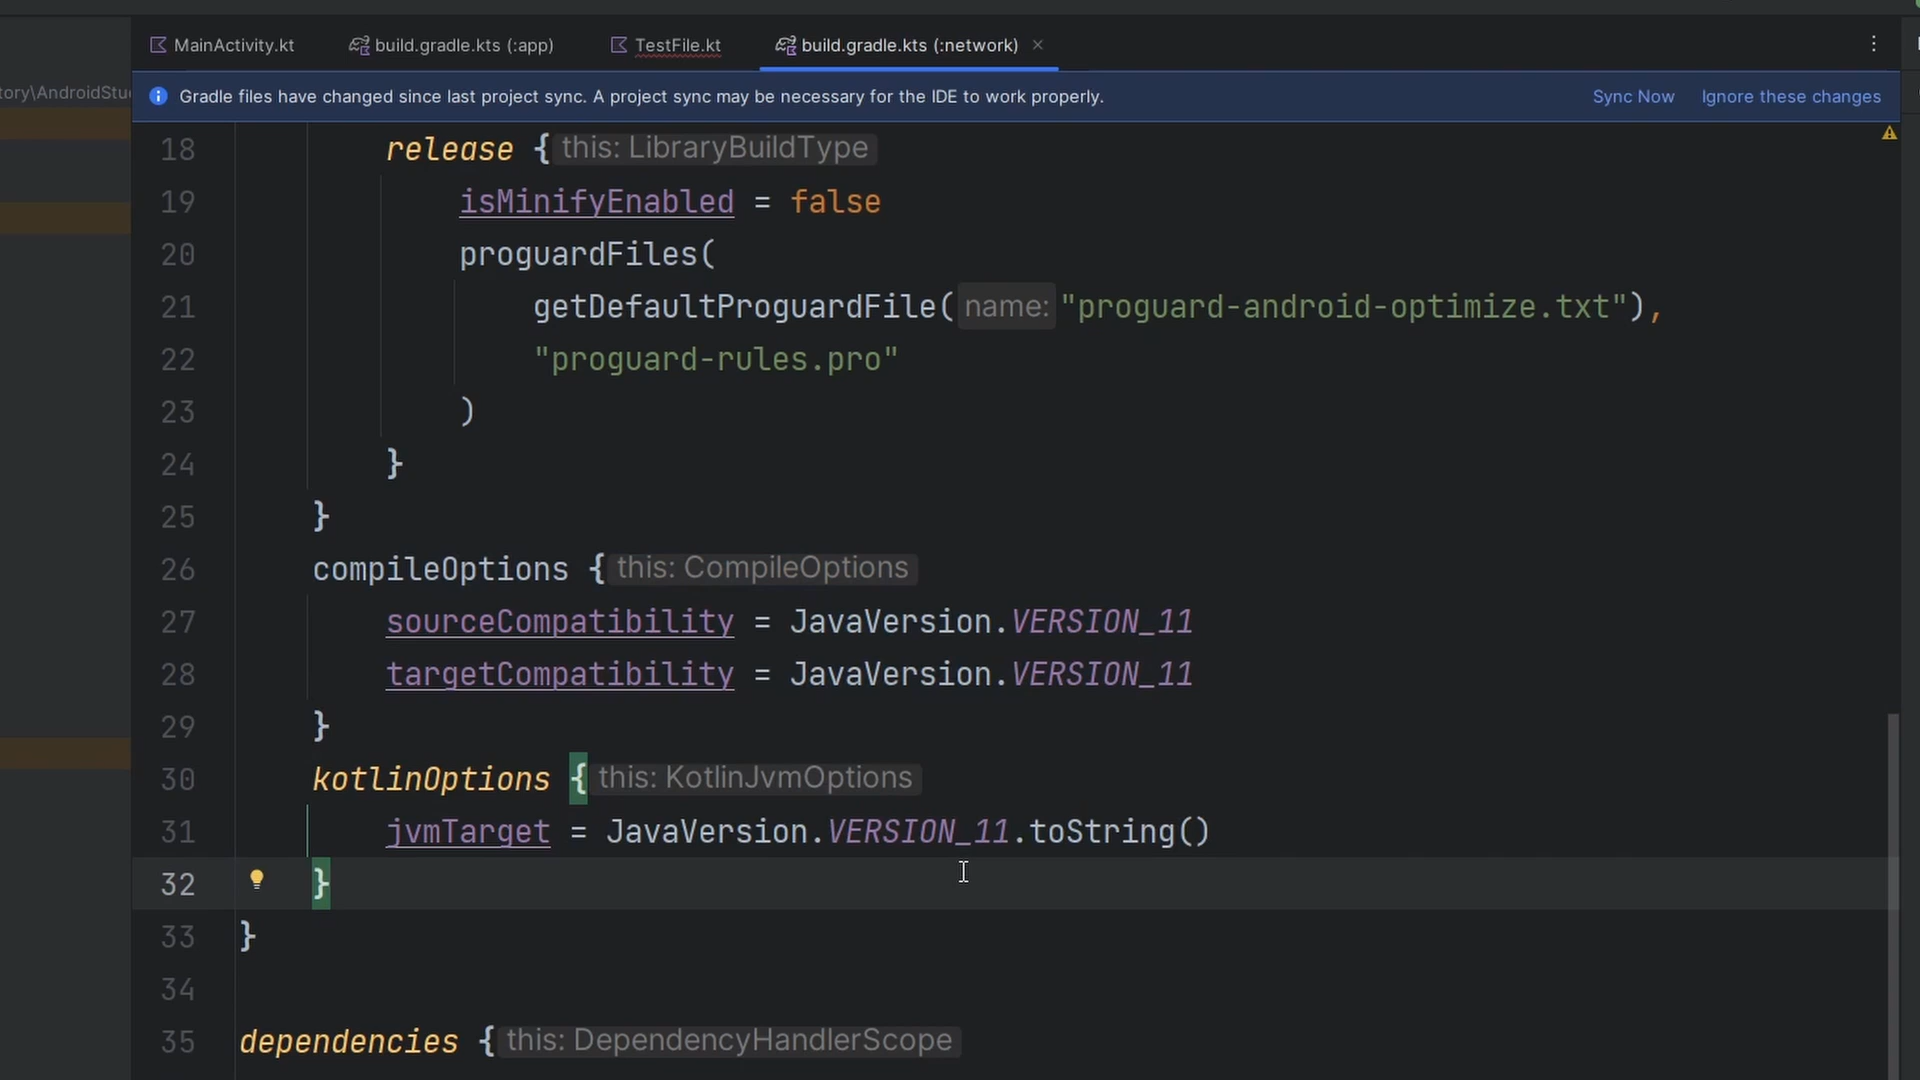 MainActivity.kt build.gradle.kts (:app) TestFile.kt build.gradle.kts (:network)
tory\AndroidStu
Gradle files have changed since last project sync. A project sync may be necessary for the IDE to work properly. Sync Now Ignore these changes
18 release { this: LibraryBuildType
19 isMinifyEnabled = false
20 proguardFiles(
21 getDefaultProguardFile( name: "proguard-android-optimize.txt"),
22 "proguard-rules.pro"
23 )
24 }
25 }
26 compileOptions { this: CompileOptions
27 sourceCompatibility = JavaVersion.VERSION_11
28 targetCompatibility = JavaVersion.VERSION_11
29 }
30 kotlinOptions { this: KotlinJvmOptions
31 jvmTarget = JavaVersion.VERSION_11.toString()
32 }
33 }
34
35 dependencies { this: DependencyHandlerScope